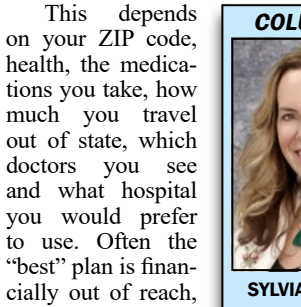 This depends
on your ZIP code,
health, the medica-
tions you take, how
much you travel
out of state, which
doctors you see
and what hospital
you would prefer
to use. Often the
“best” plan is finan-
cially out of reach,
COLU
SYLVIA